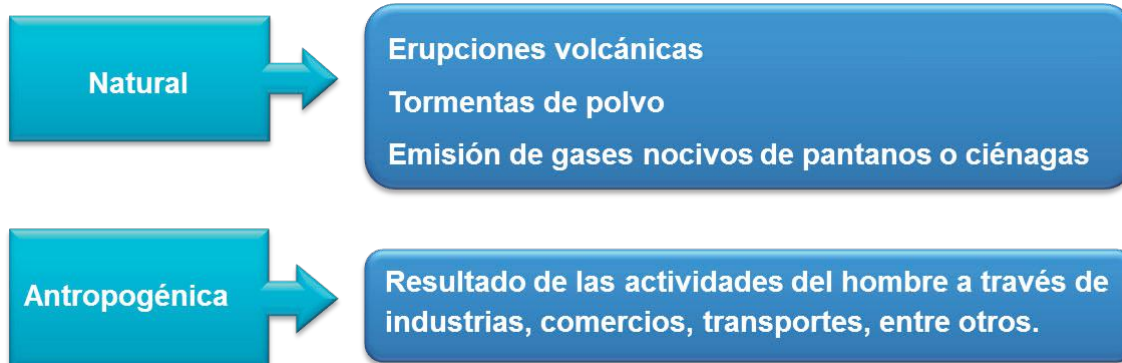 Natural
Erupciones volcánicas
Tormentas de polvo
Emisión de gases nocivos de pantanos o ciénagas
Antropogénica
Resultado de las actividades del hombre a través de
industrias, comercios, transportes, entre otros.